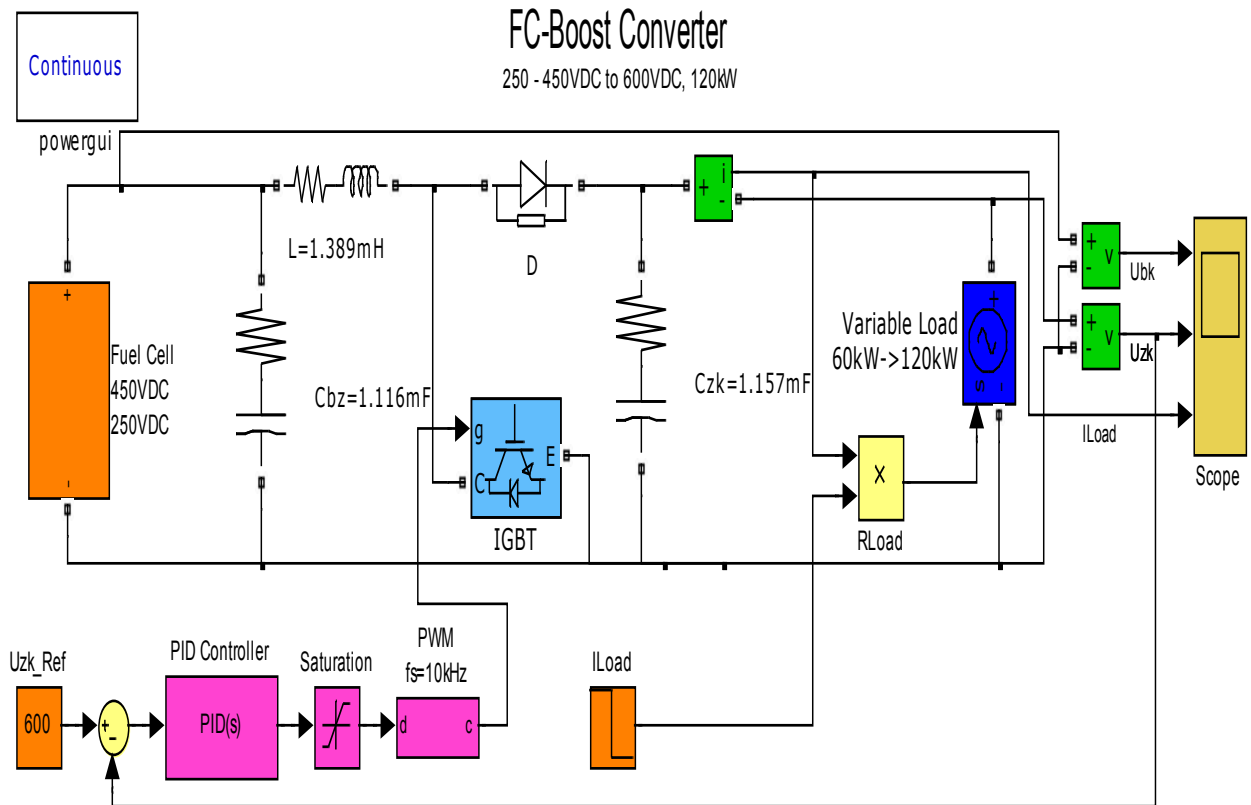 FC-Boost Converter
250 - 450VDC to 600VDC, 120kW
Continuous
powergui
i
+
-
L=1.389mH
D
+
-
v
Ubk
+
-
v
Uzk
+
Fuel Cell
450VDC
250VDC
-
Variable Load
60kW->120kW
+
s
-
Cbz=1.116mF
Czk=1.157mF
g
C
E
IGBT
ILoad
Scope
x
RLoad
Uzk_Ref
600
+
-
PID Controller
PID(s)
Saturation
PWM
fs=10kHz
d
c
ILoad